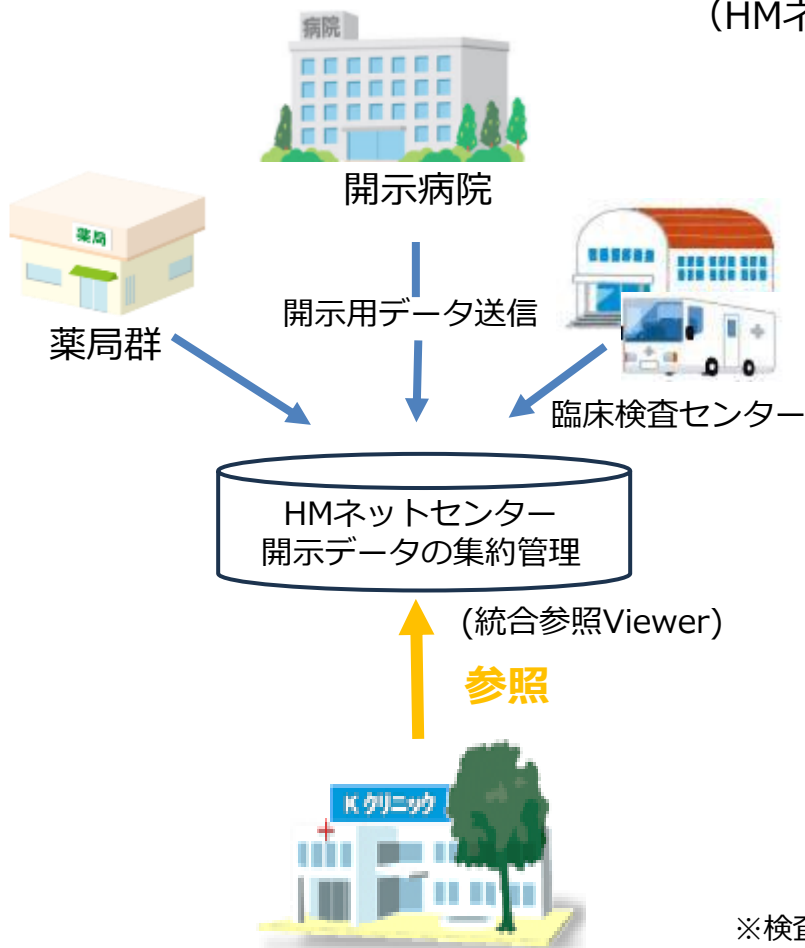 （HMネ
病院
開示病院
薬局
開示用データ送信
薬局群
臨床検査センター
HMネットセンター
開示データの集約管理
(統合参照Viewer)
参照
K クリニック
※検査